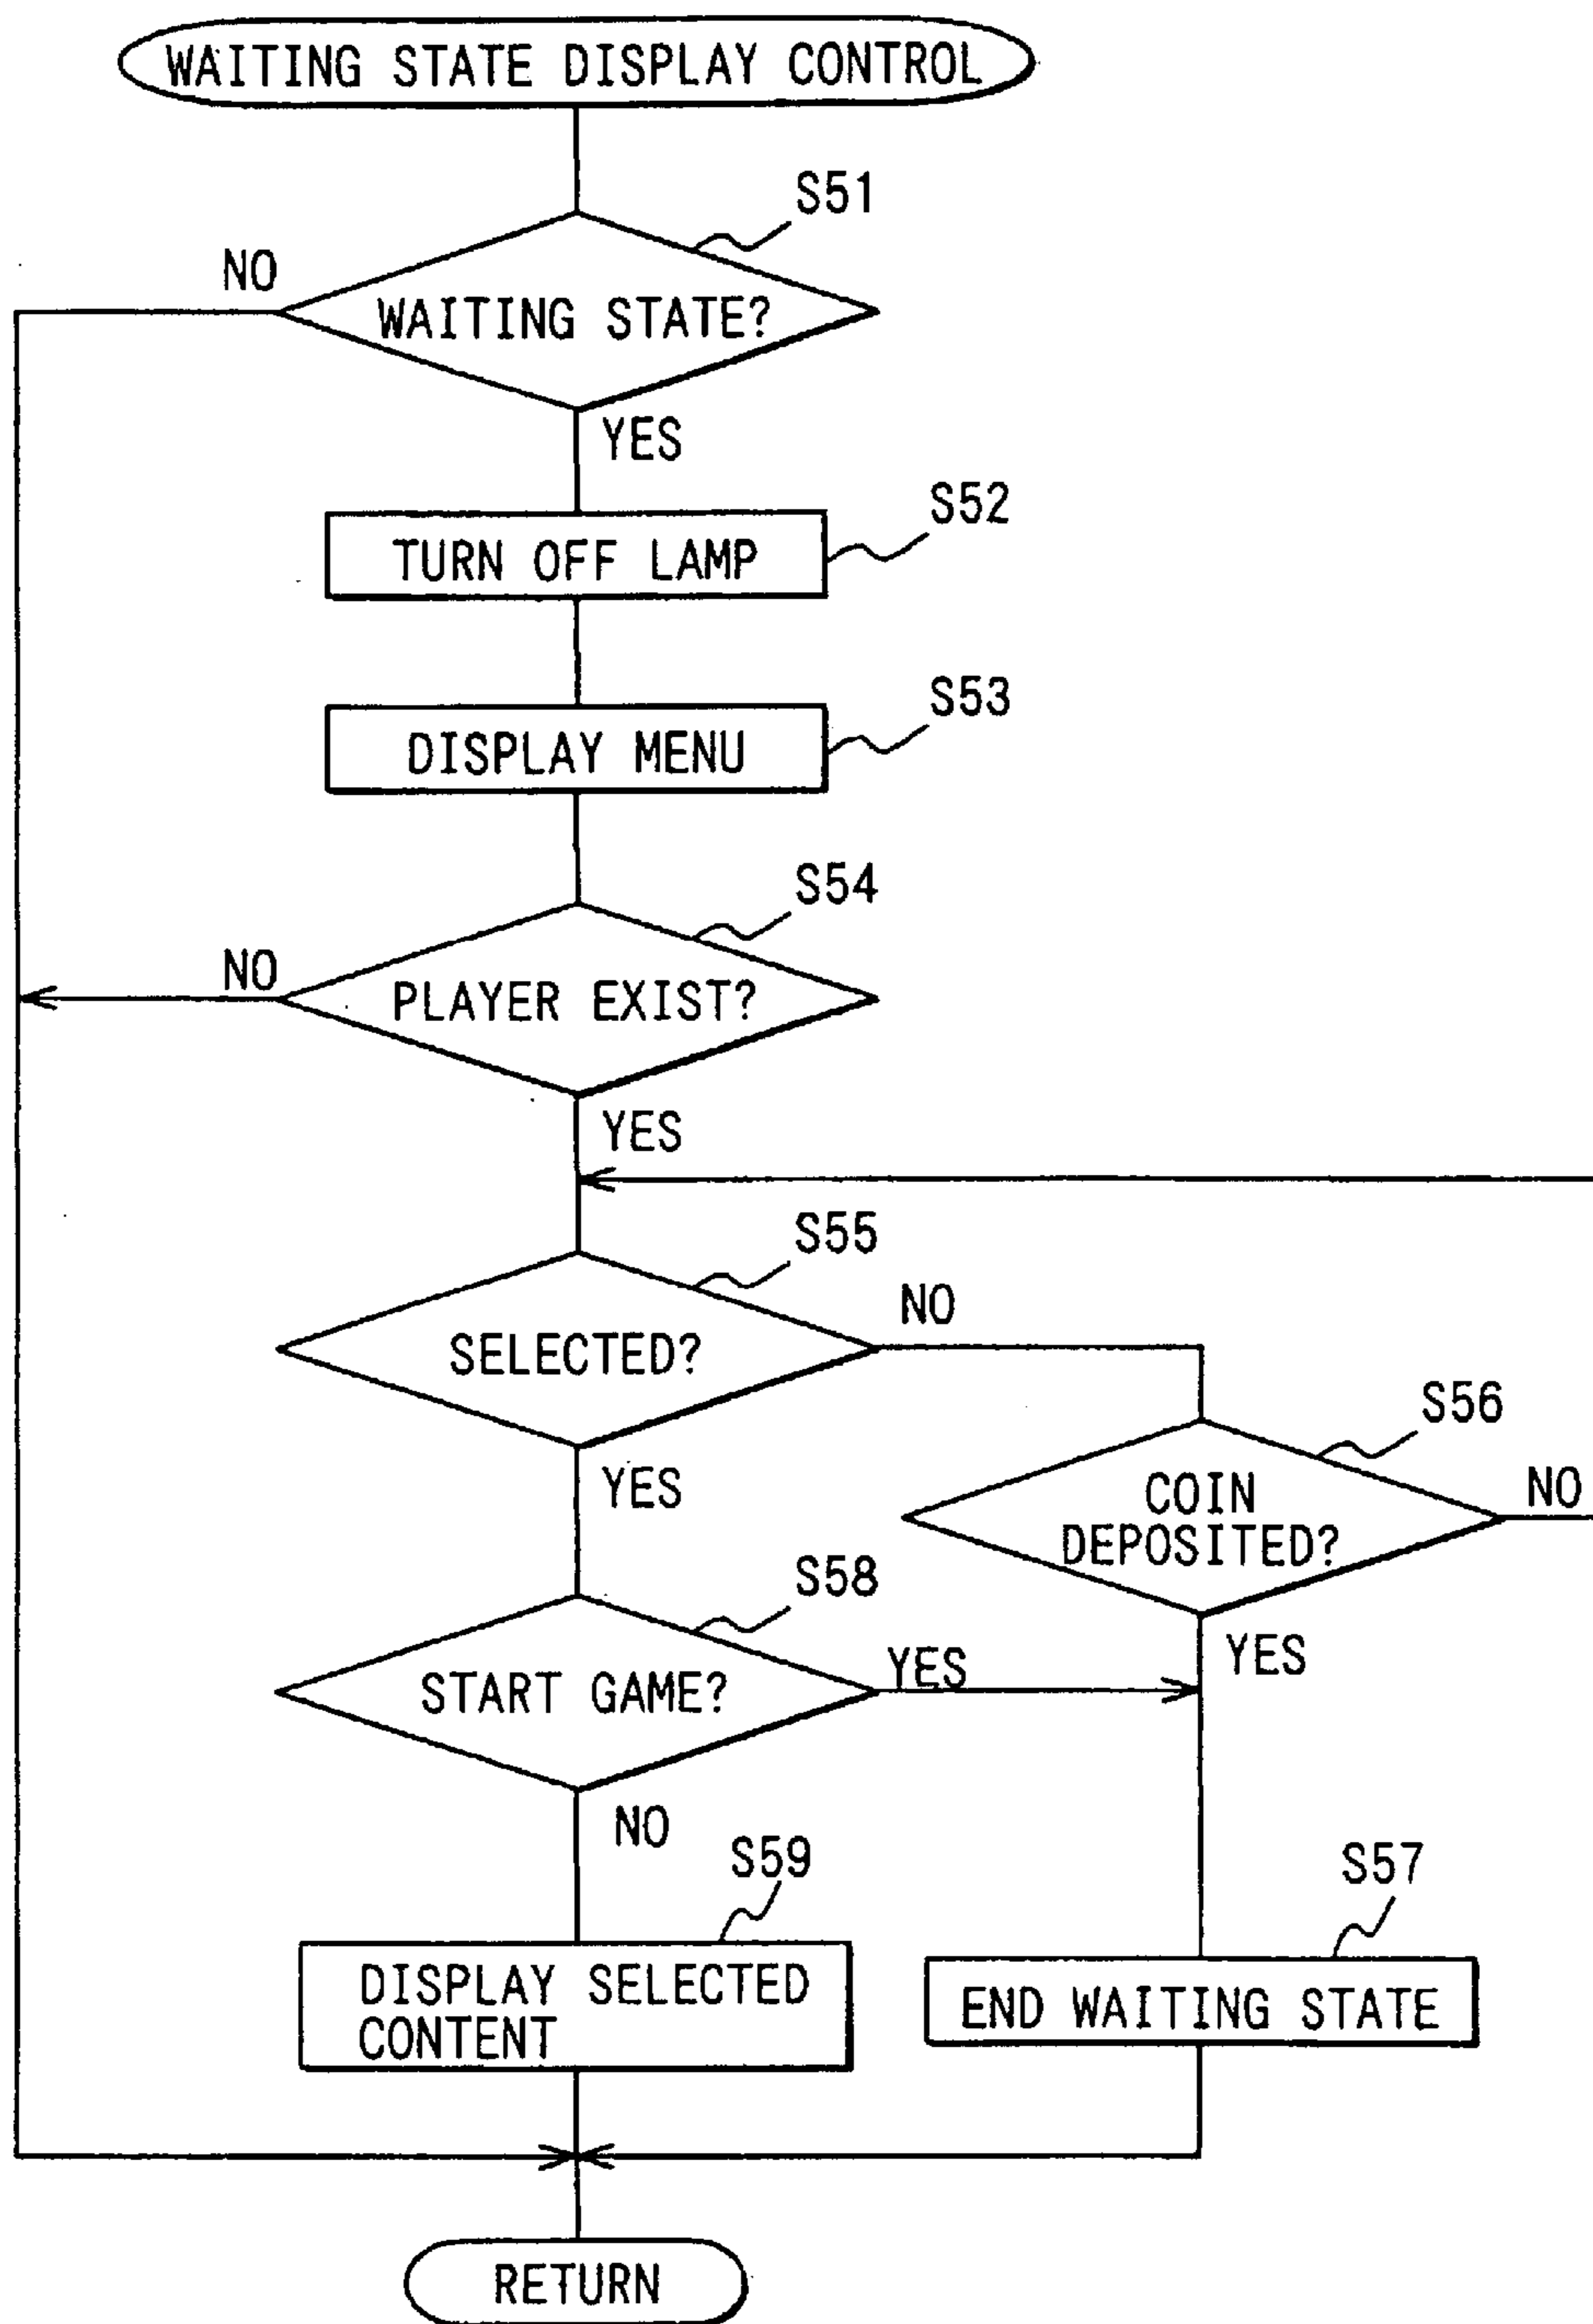 WAITING STATE DISPLAY CONTROL
S51
NO
WAITING STATE?
YES
S52
TURN OFF LAMP
S53
DISPLAY MENU
S54
NO
PLAYER EXIST?
YES
S55
NO
SELECTED?
S56
YES
COIN
DEPOSITED?
NO
S58
YES
YES
START GAME?
NO
S59
S57
DISPLAY SELECTED
CONTENT
END WAITING STATE
RETURN